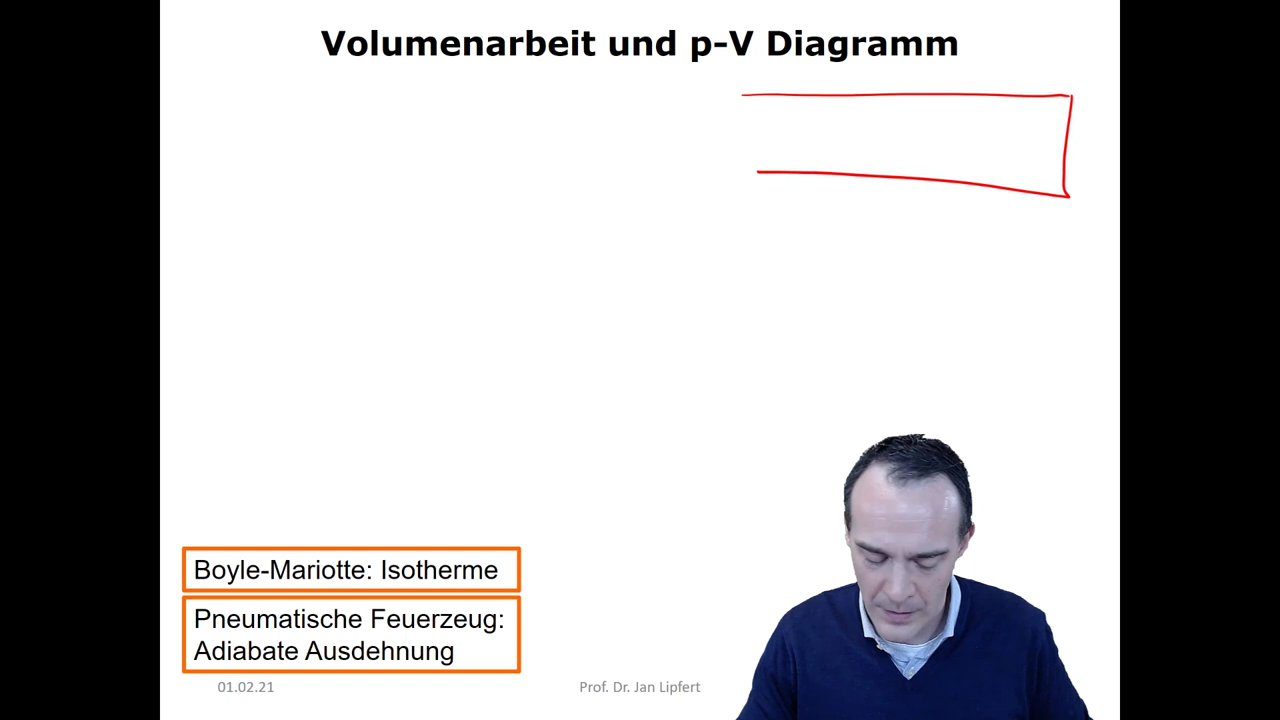 Volumenarbeit und p-V Diagramm
Boyle-Mariotte: Isotherme
Pneumatische Feuerzeug:
Adiabate Ausdehnung
01.02.21
Prof. Dr. Jan Lipfert